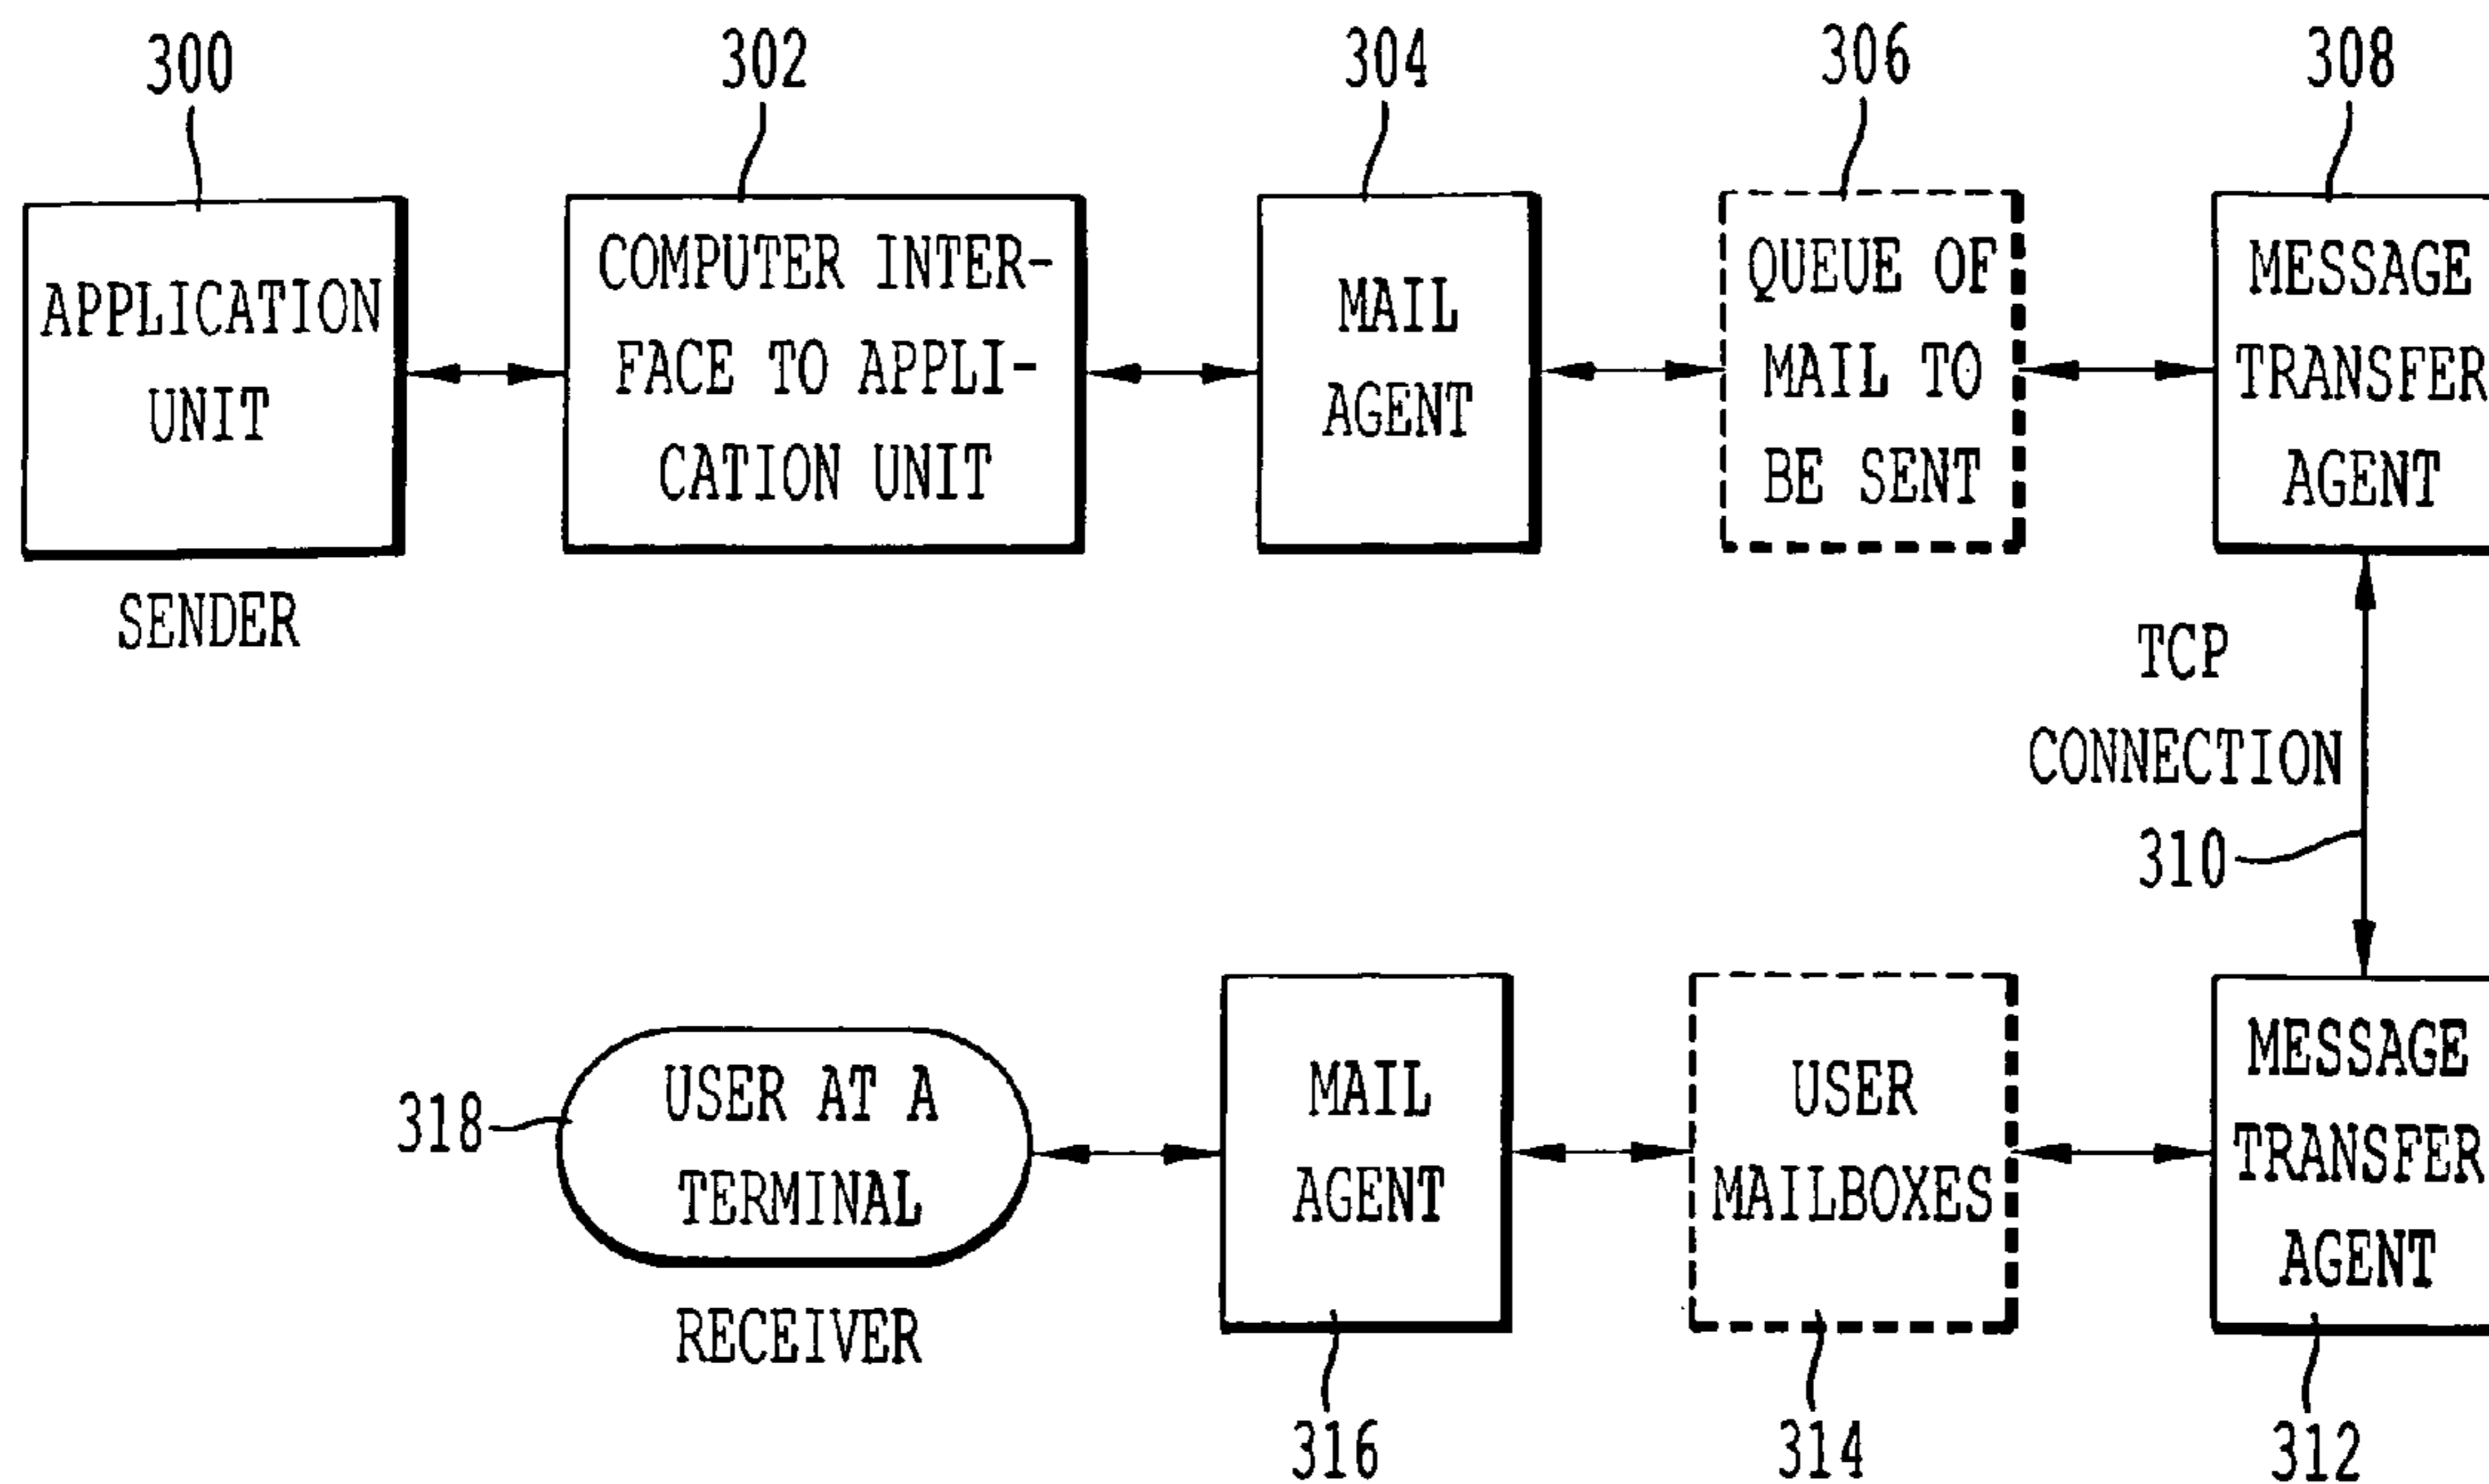 300
302
304
306
308
APPLICATION
UNIT
COMPUTER INTER-
FACE TO APPLI-
CATION UNIT
MAIL
AGENT
QUEUE OF
MAIL TO
BE SENT
MESSAGE
TRANSFER
AGENT
SENDER
TCP
CONNECTION
310
318
USER AT A
TERMINAL
RECEIVER
MAIL
AGENT
USER
MAILBOXES
MESSAGE
TRANSFER
AGENT
316
314
312